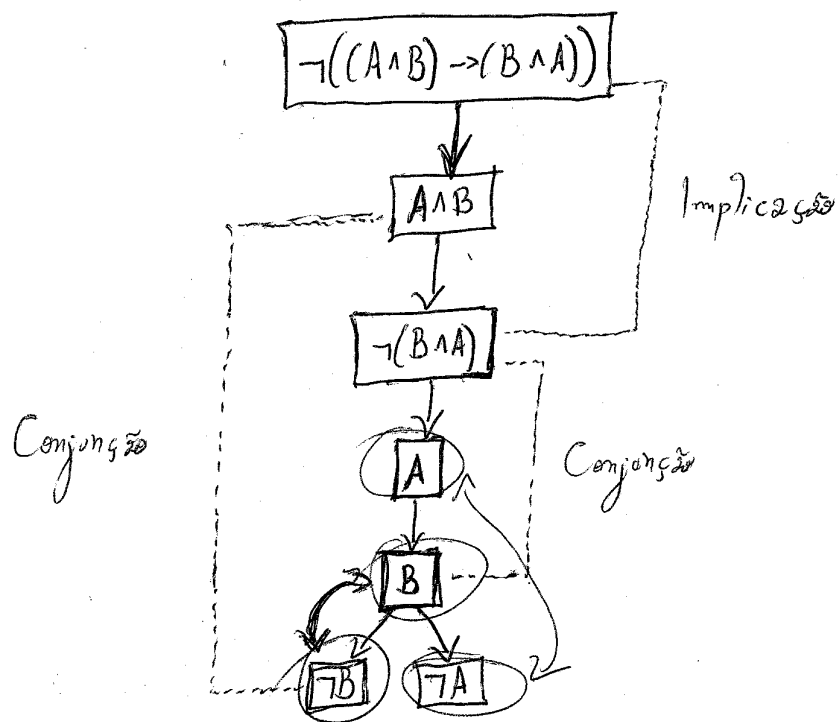 ¬((A∧B)→(B∧A))
A∧B
Implicação
¬(B∧A)
Conjunção
Conjunção
A
B
¬B
¬A